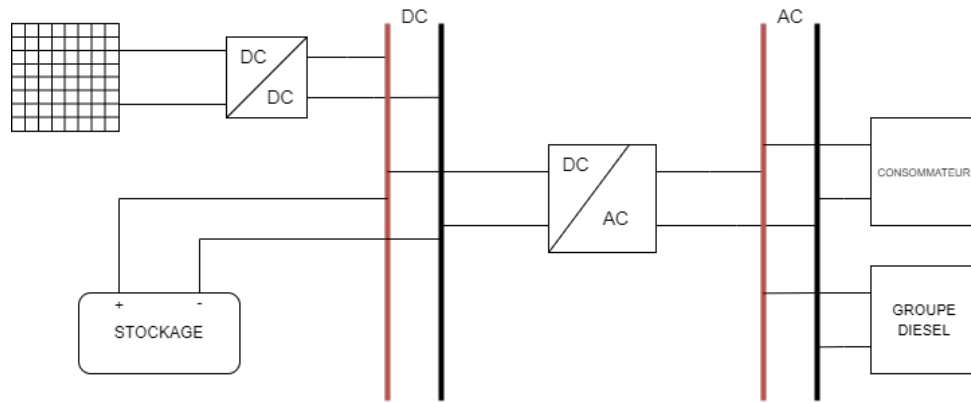 DC
AC
DC
DC
DC
AC
CONSOMMATEUR
+
-
STOCKAGE
GROUPE
DIESEL